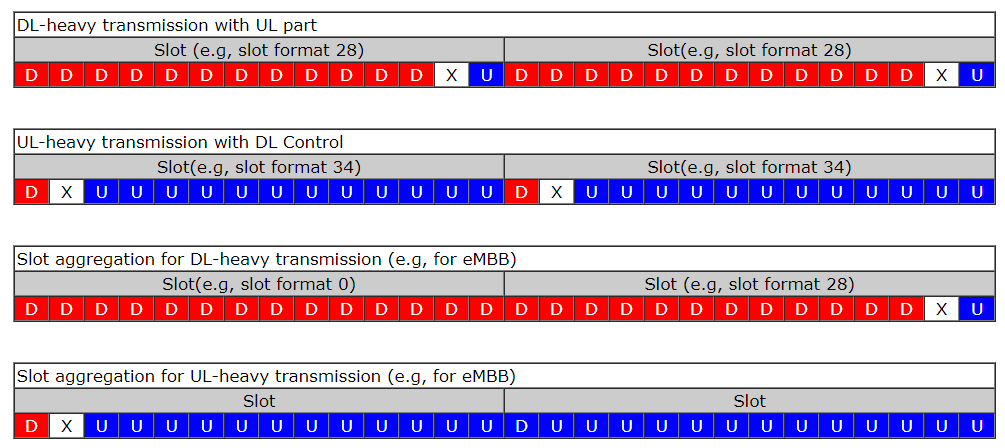 DL-heavy transmission with UL part
Slot (e.g, slot format 28) Slot(e.g, slot format 28)
D D D D D D D D D D D D X U D D D D D D D D D D D D X U
UL-heavy transmission with DL Control
Slot(e.g, slot format 34) Slot(e.g, slot format 34)
D X U U U U U U U U U U U U D X U U U U U U U U U U U U
Slot aggregation for DL-heavy transmission (e.g, for eMBB)
Slot(e.g, slot format 0) Slot (e.g, slot format 28)
D D D D D D D D D D D D D D D D D D D D D D D D D D X U
Slot aggregation for UL-heavy transmission (e.g, for eMBB)
Slot Slot
D X U U U U U U U U U U U U D U U U U U U U U U U U U U